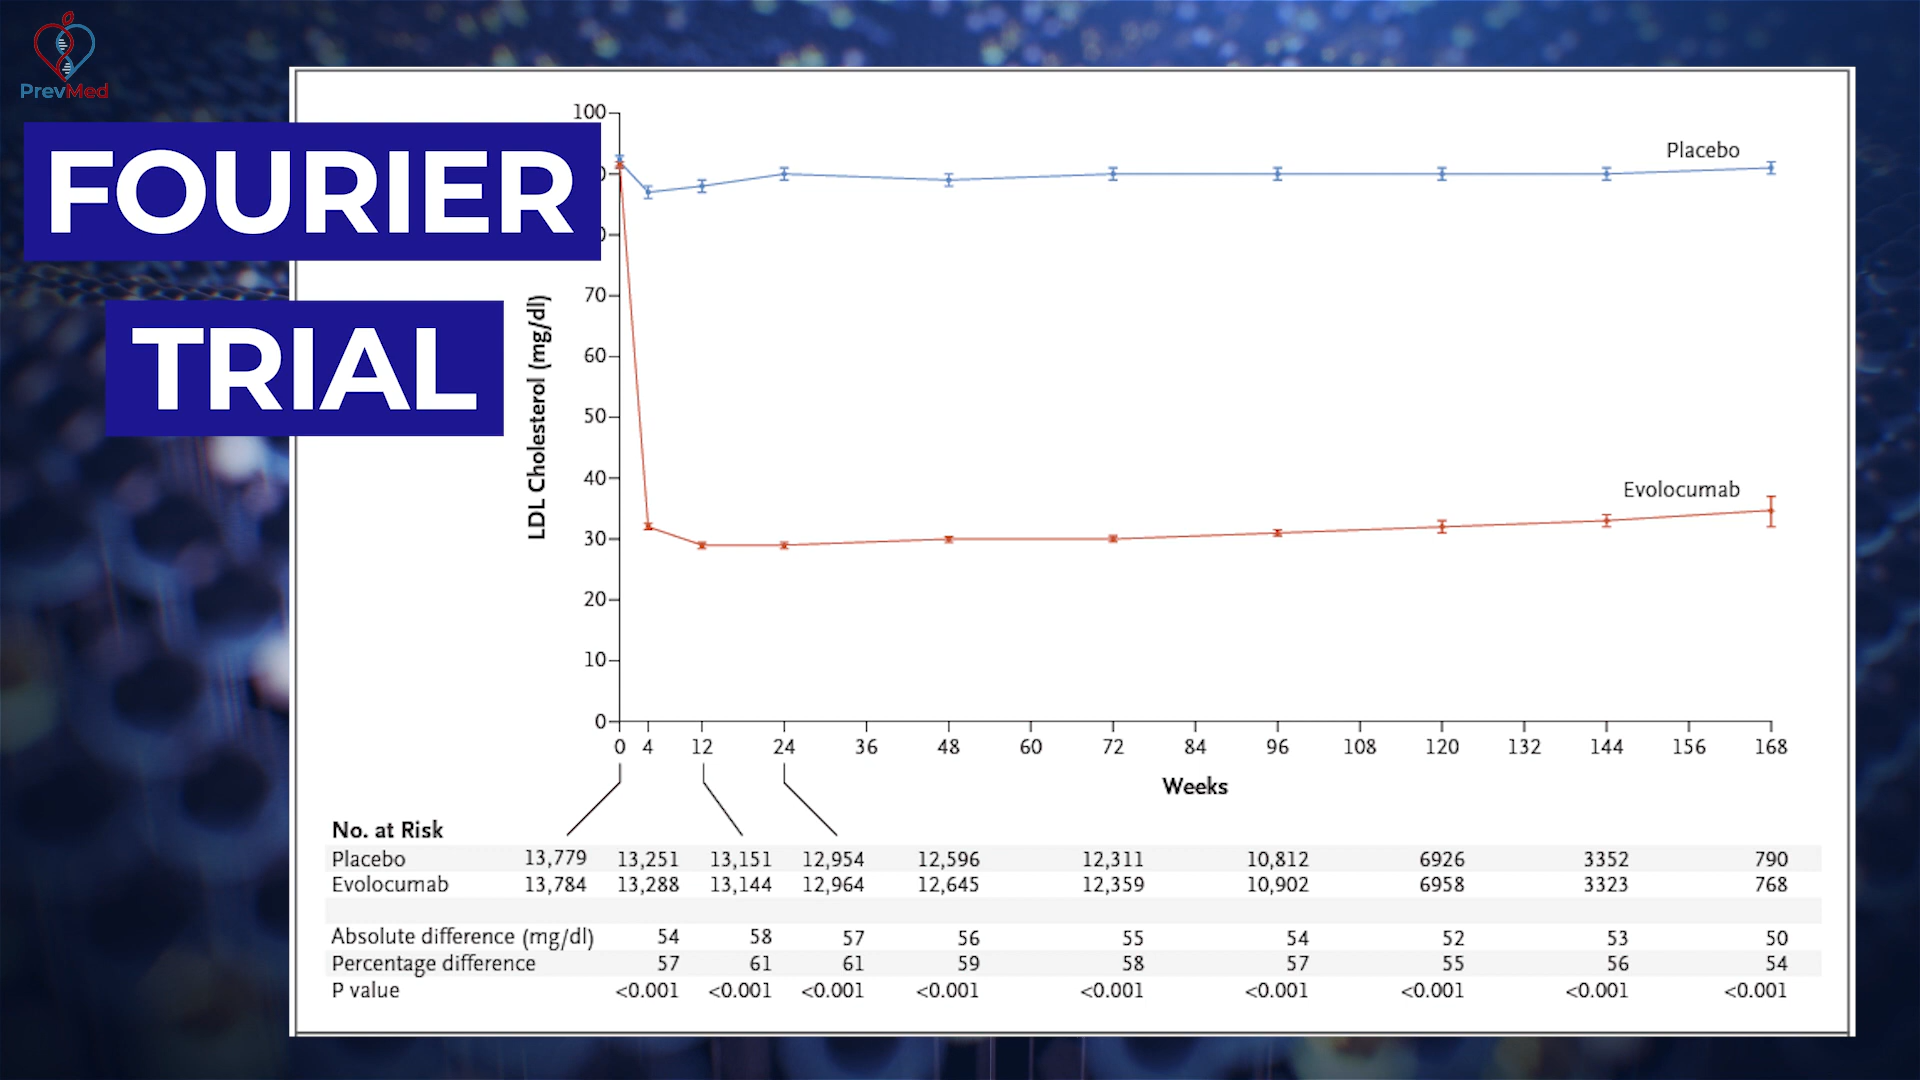 PrevMed
FOURIER
TRIAL
100
70
60
50
40
30
20
10
0
LDL Cholesterol (mg/dl)
Placebo
Evolocumab
0 4 12 24 36 48 60 72 84 96 108 120 132 144 156 168
Weeks
No. at Risk
Placebo 13,779 13,251 13,151 12,954 12,596 12,311 10,812 6926 3352 790
Evolocumab 13,784 13,288 13,144 12,964 12,645 12,359 10,902 6958 3323 768
Absolute difference (mg/dl) 54 58 57 56 55 54 52 53 50
Percentage difference 57 61 61 59 58 57 55 56 54
P value <0.001 <0.001 <0.001 <0.001 <0.001 <0.001 <0.001 <0.001 <0.001